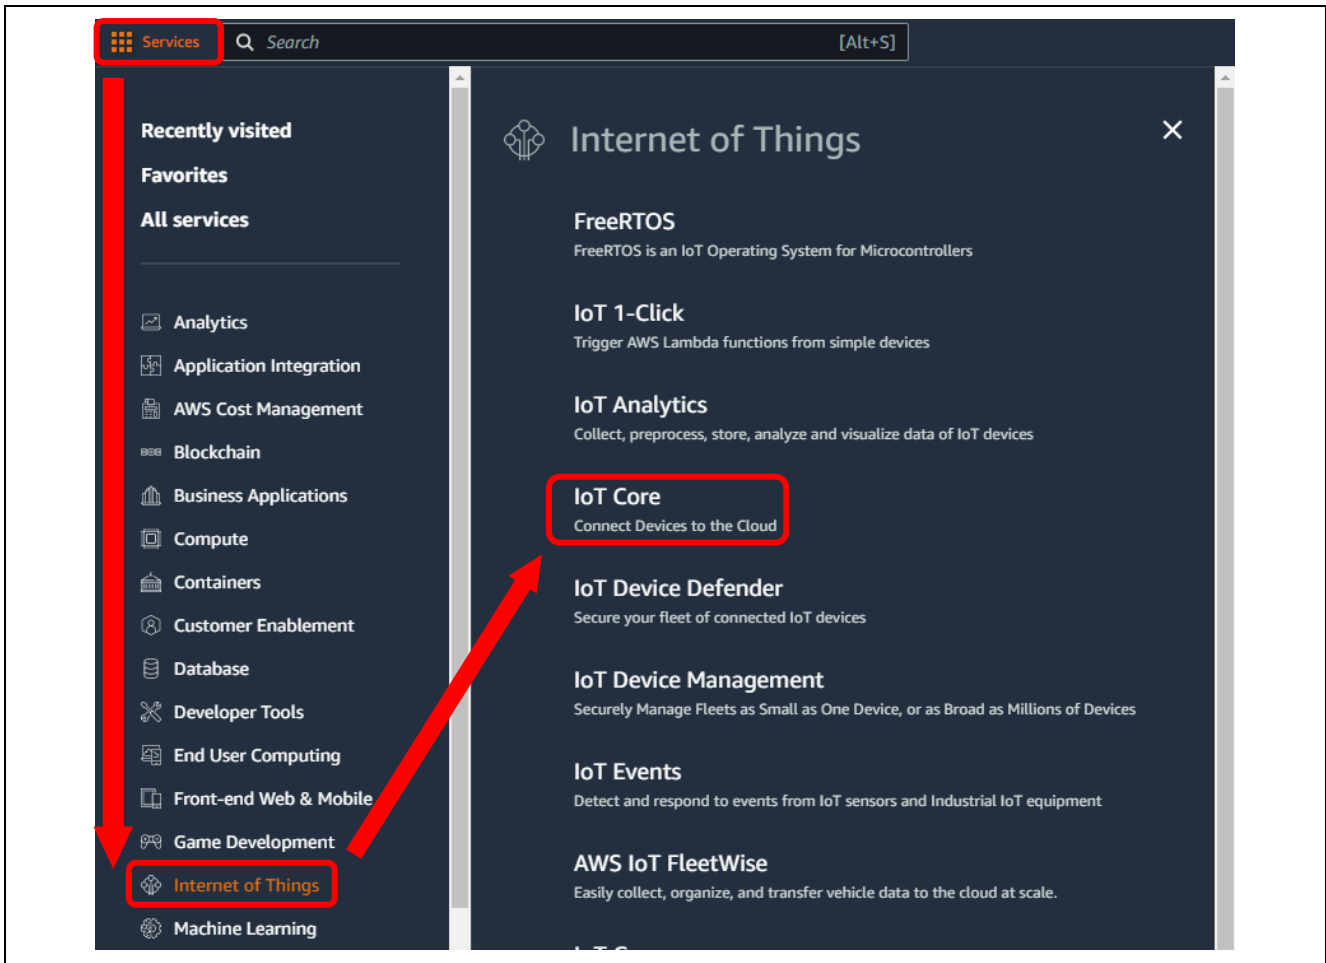 Services
Search
[Alt+S]
Recently visited
Favorites
All services
Analytics
Application Integration
AWS Cost Management
Blockchain
Business Applications
Compute
Containers
Customer Enablement
Database
Developer Tools
End User Computing
Front-end Web & Mobile
Game Development
Internet of Things
Machine Learning
Internet of Things
FreeRTOS
FreeRTOS is an IoT Operating System for Microcontrollers
IoT 1-Click
Trigger AWS Lambda functions from simple devices
IoT Analytics
Collect, preprocess, store, analyze and visualize data of IoT devices
IoT Core
Connect Devices to the Cloud
IoT Device Defender
Secure your fleet of connected IoT devices
IoT Device Management
Securely Manage Fleets as Small as One Device, or as Broad as Millions of Devices
IoT Events
Detect and respond to events from IoT sensors and Industrial IoT equipment
AWS IoT FleetWise
Easily collect, organize, and transfer vehicle data to the cloud at scale.